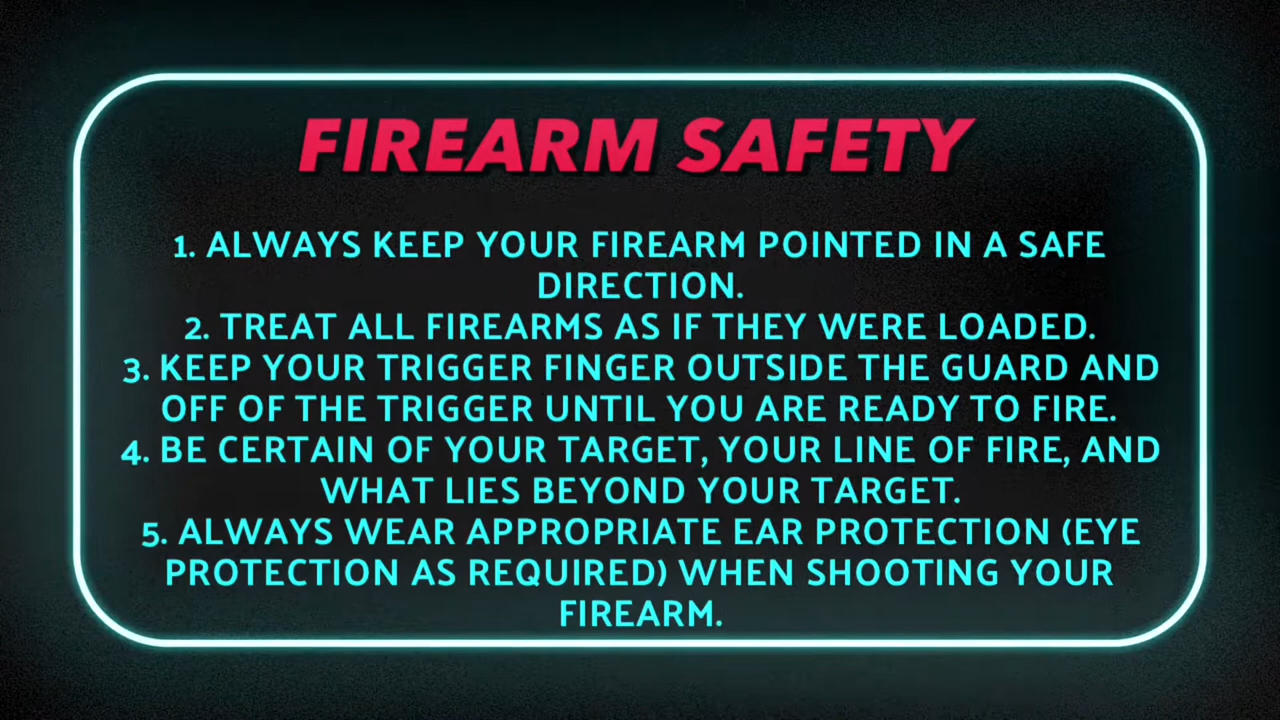 FIREARM SAFETY
1. ALWAYS KEEP YOUR FIREARM POINTED IN A SAFE
DIRECTION.
2. TREAT ALL FIREARMS AS IF THEY WERE LOADED.
3. KEEP YOUR TRIGGER FINGER OUTSIDE THE GUARD AND
OFF OF THE TRIGGER UNTIL YOU ARE READY TO FIRE.
4. BE CERTAIN OF YOUR TARGET, YOUR LINE OF FIRE, AND
WHAT LIES BEYOND YOUR TARGET.
5. ALWAYS WEAR APPROPRIATE EAR PROTECTION (EYE
PROTECTION AS REQUIRED) WHEN SHOOTING YOUR
FIREARM.